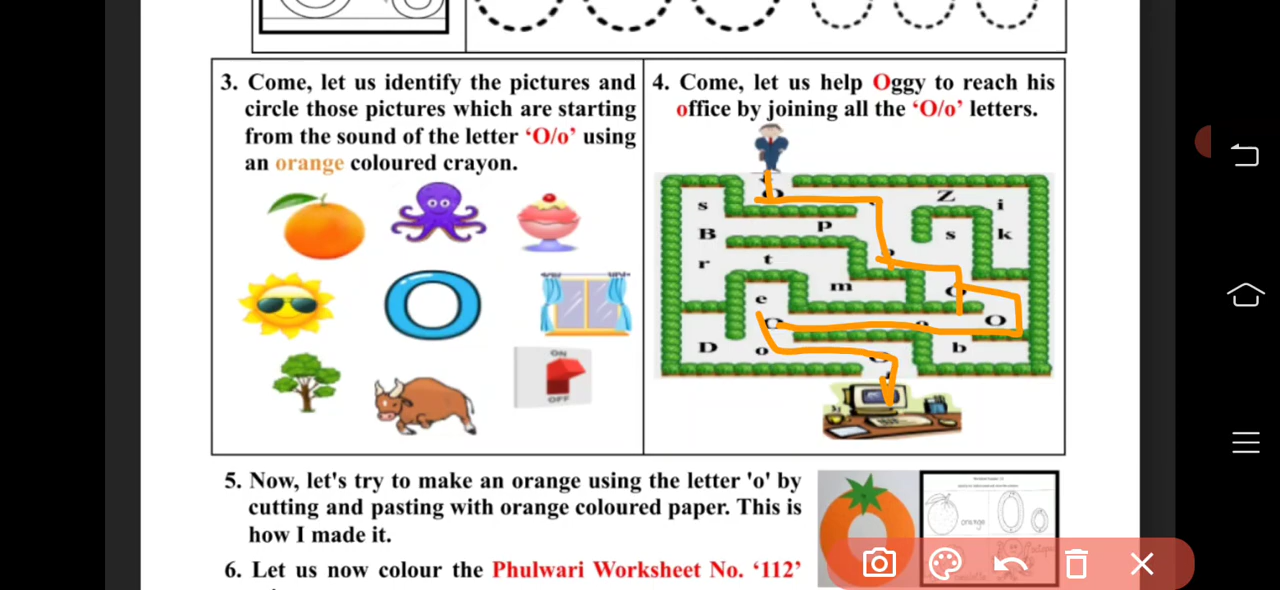 3. Come, let us identify the pictures and
circle those pictures which are starting
from the sound of the letter ‘O/o’ using
an orange coloured crayon.
O
ON
OFF
4. Come, let us help Oggy to reach his
office by joining all the ‘O/o’ letters.
Z
s
i
B
p
s
k
r
t
m
e
O
D
o
b
5. Now, let's try to make an orange using the letter 'o' by
cutting and pasting with orange coloured paper. This is
how I made it.
orange
6. Let us now colour the Phulwari Worksheet No. ‘112’